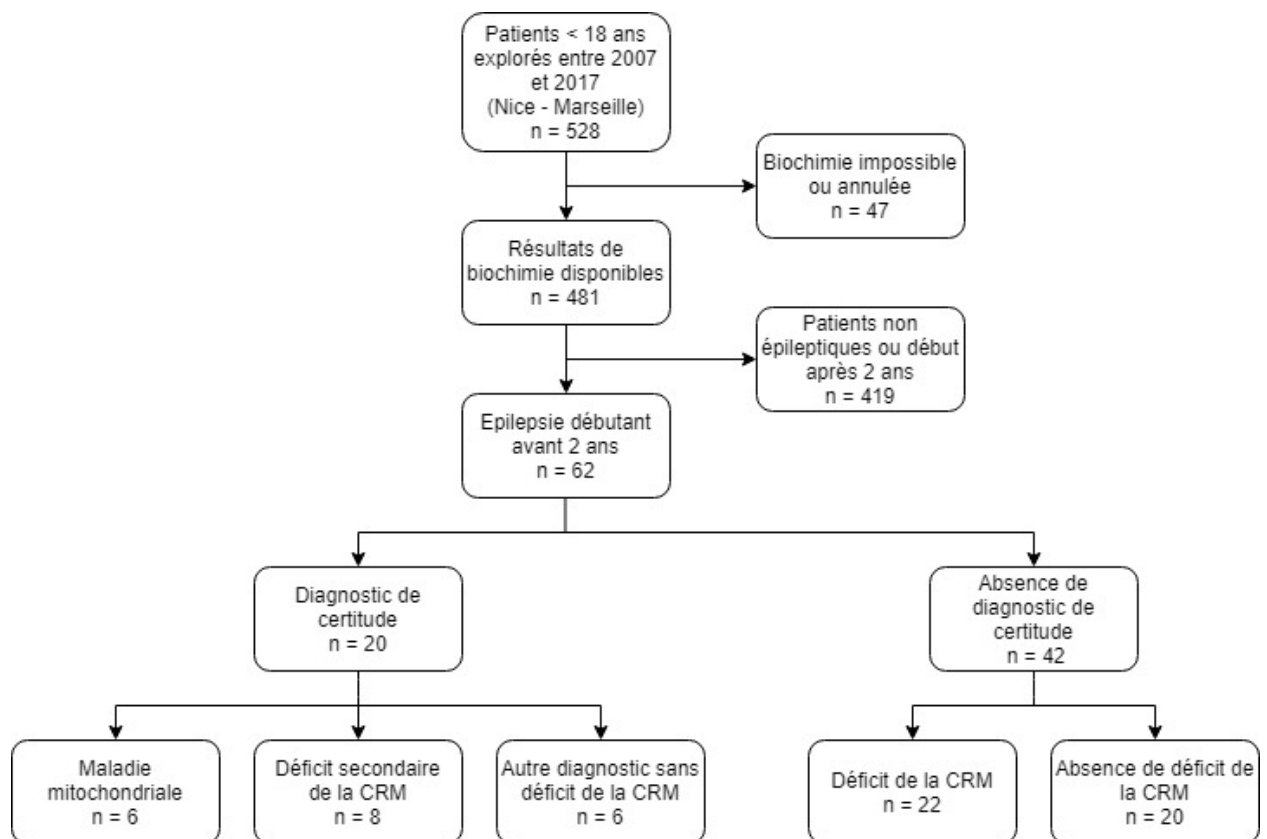 Patients < 18 ans
explorés entre 2007
et 2017
(Nice - Marseille)
n = 528
Biochimie impossible
ou annulée
n = 47
Résultats de
biochimie disponibles
n = 481
Patients non
épileptiques ou début
après 2 ans
n = 419
Epilepsie débutant
avant 2 ans
n = 62
Diagnostic de
certitude
n = 20
Absence de
diagnostic de
certitude
n = 42
Maladie
mitochondriale
n = 6
Déficit secondaire
de la CRM
n = 8
Autre diagnostic sans
déficit de la CRM
n = 6
Déficit de la CRM
n = 22
Absence de déficit de
la CRM
n = 20